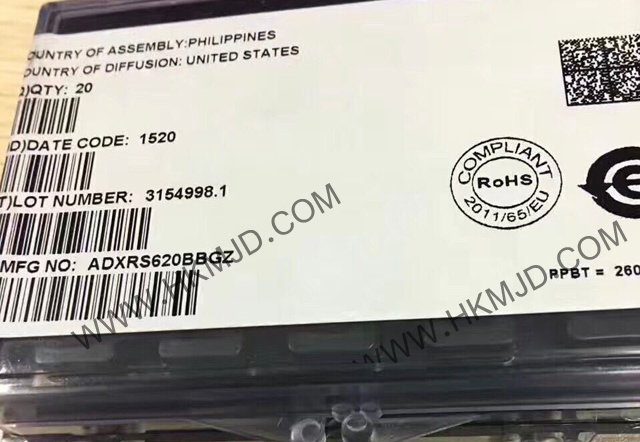 OUNTRY OF ASSEMBLY:PHILIPPINES
OUNTRY OF DIFFUSION: UNITED STATES
Q)QTY: 20
D)DATE CODE: 1520
T)LOT NUMBER: 3154998.1
MFG NO: ADXRS620BBGZ
COMPLIANT
RoHS
2011/65/EU
e
PPBT = 260
WWW.HKMJD.COM
WWW.HKMJD.COM